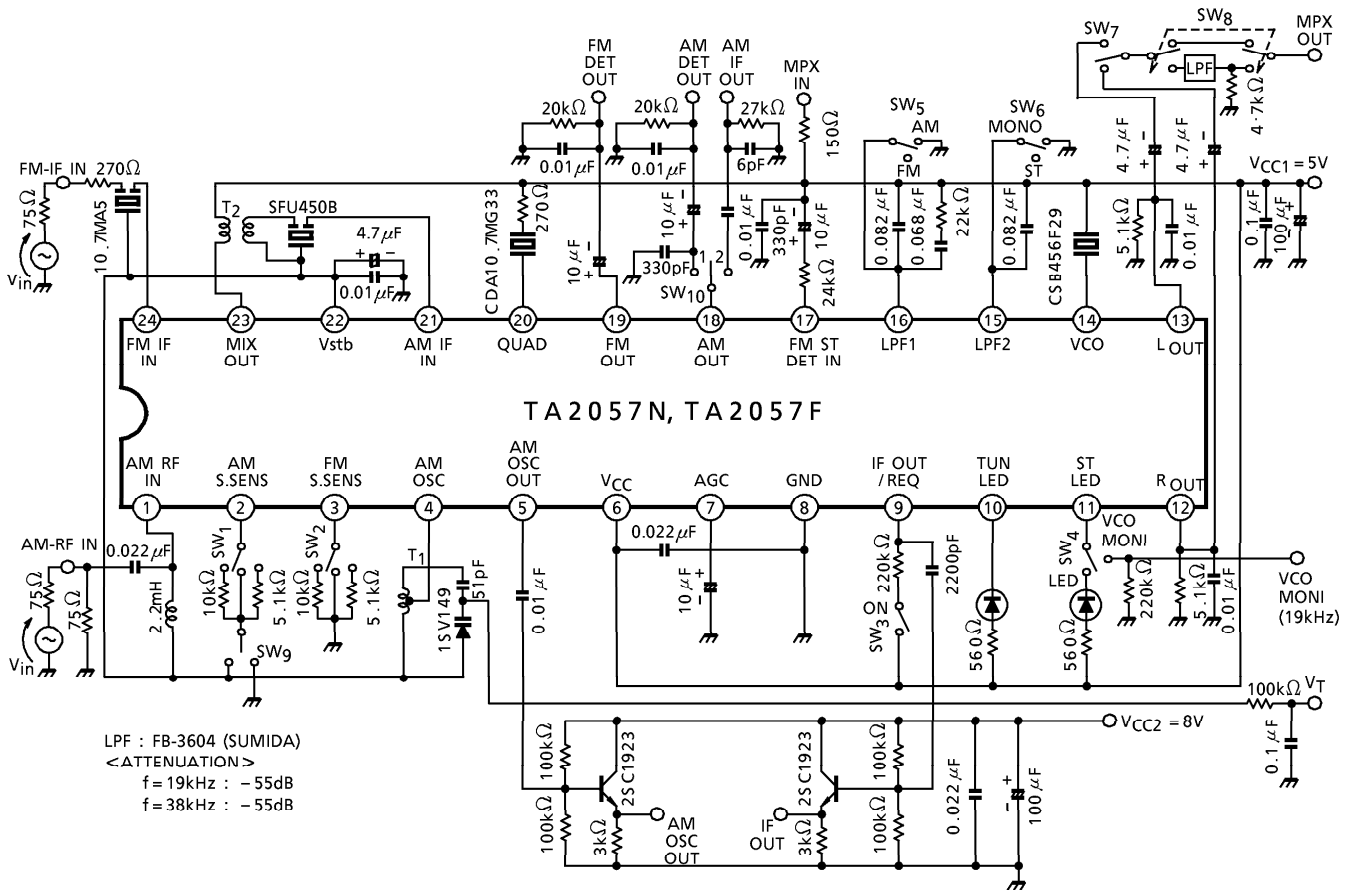 FM
DET
OUT
AM
DET
OUT
AM
IF
OUT
MPX
IN
SW7
SW8
MPX
OUT
LPF
4.7kΩ
20kΩ
0.01μF
20kΩ
0.01μF
27kΩ
6pF
150Ω
SW5
AM
FM
SW6
MONO
ST
4.7μF
4.7μF
VCC1=5V
FM-IF IN
270Ω
75Ω
Vin
10.7MA5
T2
SFU450B
4.7μF
+
−
0.01μF
CDA10.7MG33
270Ω
10μF
+
−
10μF
+
−
330pF
1
2
SW10
0.01μF
330pF
10μF
+
−
24kΩ
0.082μF
0.068μF
22kΩ
0.082μF
CSB456F29
−
+
−
+
5.1kΩ
0.01μF
0.1μF
100μF
+
−
24
23
22
21
20
19
18
17
16
15
14
13
FM IF
IN
MIX
OUT
Vstb
AM IF
IN
QUAD
FM
OUT
AM
OUT
FM ST
DET IN
LPF1
LPF2
VCO
L OUT
TA2057N, TA2057F
AM RF
IN
AM
S.SENS
FM
S.SENS
AM
OSC
AM
OSC
OUT
VCC
AGC
GND
IF OUT
/REQ
TUN
LED
ST
LED
R OUT
1
2
3
4
5
6
7
8
9
10
11
12
AM-RF IN
0.022μF
75Ω
75Ω
Vin
2.2mH
SW1
10kΩ
5.1kΩ
SW9
SW2
10kΩ
5.1kΩ
T1
51pF
1SV149
0.01μF
0.022μF
10μF
+
−
220kΩ
2200pF
ON
SW3
560Ω
SW4
LED
560Ω
VCO
MONI
220kΩ
5.1kΩ
0.01μF
VCO
MONI
(19kHz)
100kΩ
VT
0.1μF
VCC2=8V
100kΩ
100kΩ
2SC1923
3kΩ
AM
OSC
OUT
IF
OUT
2SC1923
3kΩ
100kΩ
100kΩ
0.022μF
+
−
100μF
LPF : FB-3604 (SUMIDA)
<ATTENUATION>
f=19kHz : −55dB
f=38kHz : −55dB